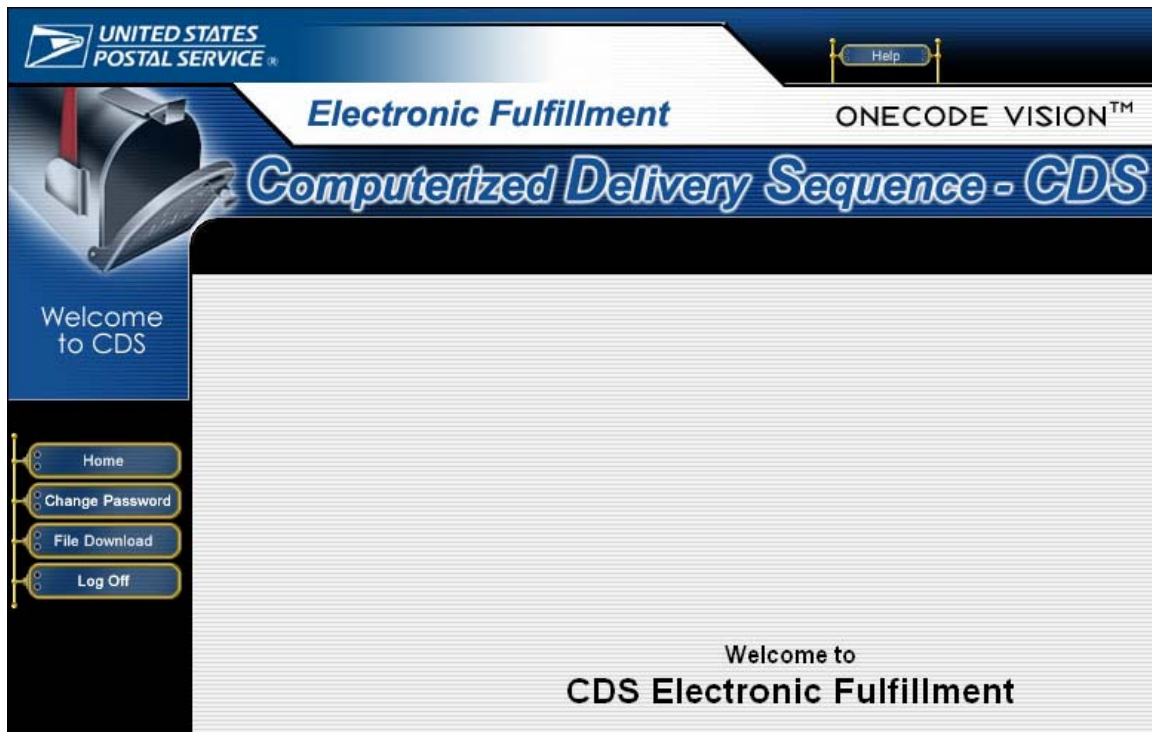 UNITED STATES
POSTAL SERVICE ®
Help
Electronic Fulfillment
ONECODE VISION™
Computerized Delivery Sequence - CDS
Welcome
to CDS
Home
Change Password
File Download
Log Off
Welcome to
CDS Electronic Fulfillment